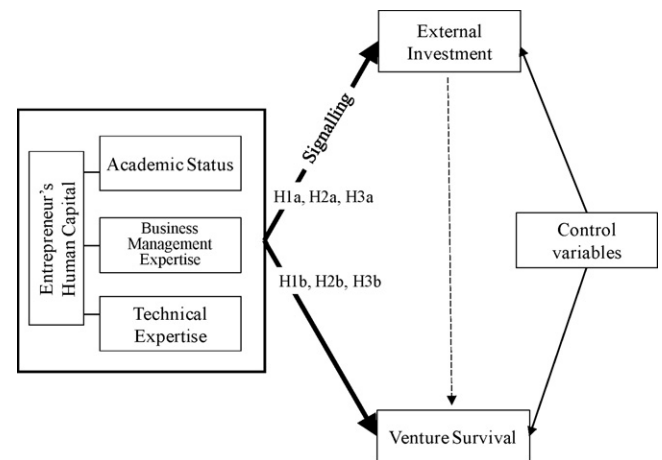 External
Investment
Signalling
Entrepreneur's
Human Capital
Academic Status
Business
Management
Expertise
Technical
Expertise
H1a, H2a, H3a
H1b, H2b, H3b
Control
variables
Venture Survival